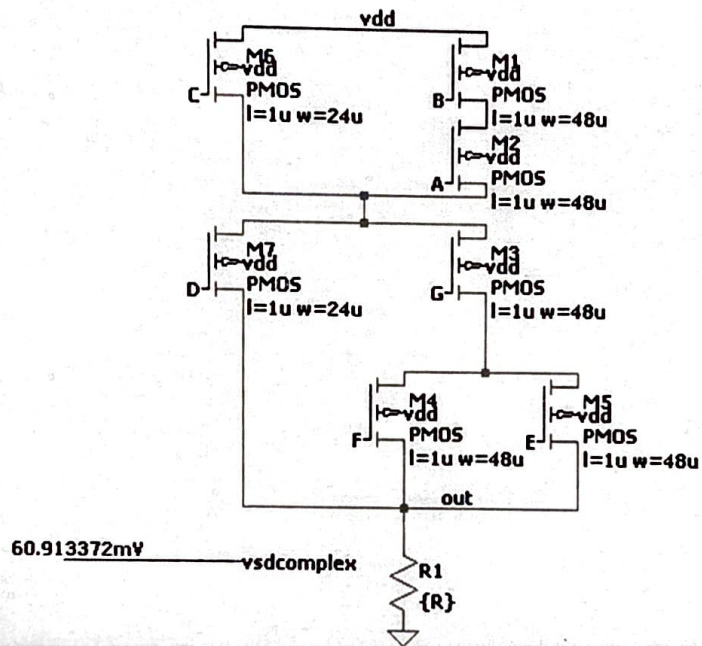 vdd
M6
vdd
C
PMOS
l=1u w=24u
M1
vdd
B
PMOS
l=1u w=48u
M2
vdd
A
PMOS
l=1u w=48u
M7
vdd
D
PMOS
l=1u w=24u
M3
vdd
G
PMOS
l=1u w=48u
M4
vdd
F
PMOS
l=1u w=48u
M5
vdd
E
PMOS
l=1u w=48u
out
60.913372mV
vsdcomplex
R1
{R}